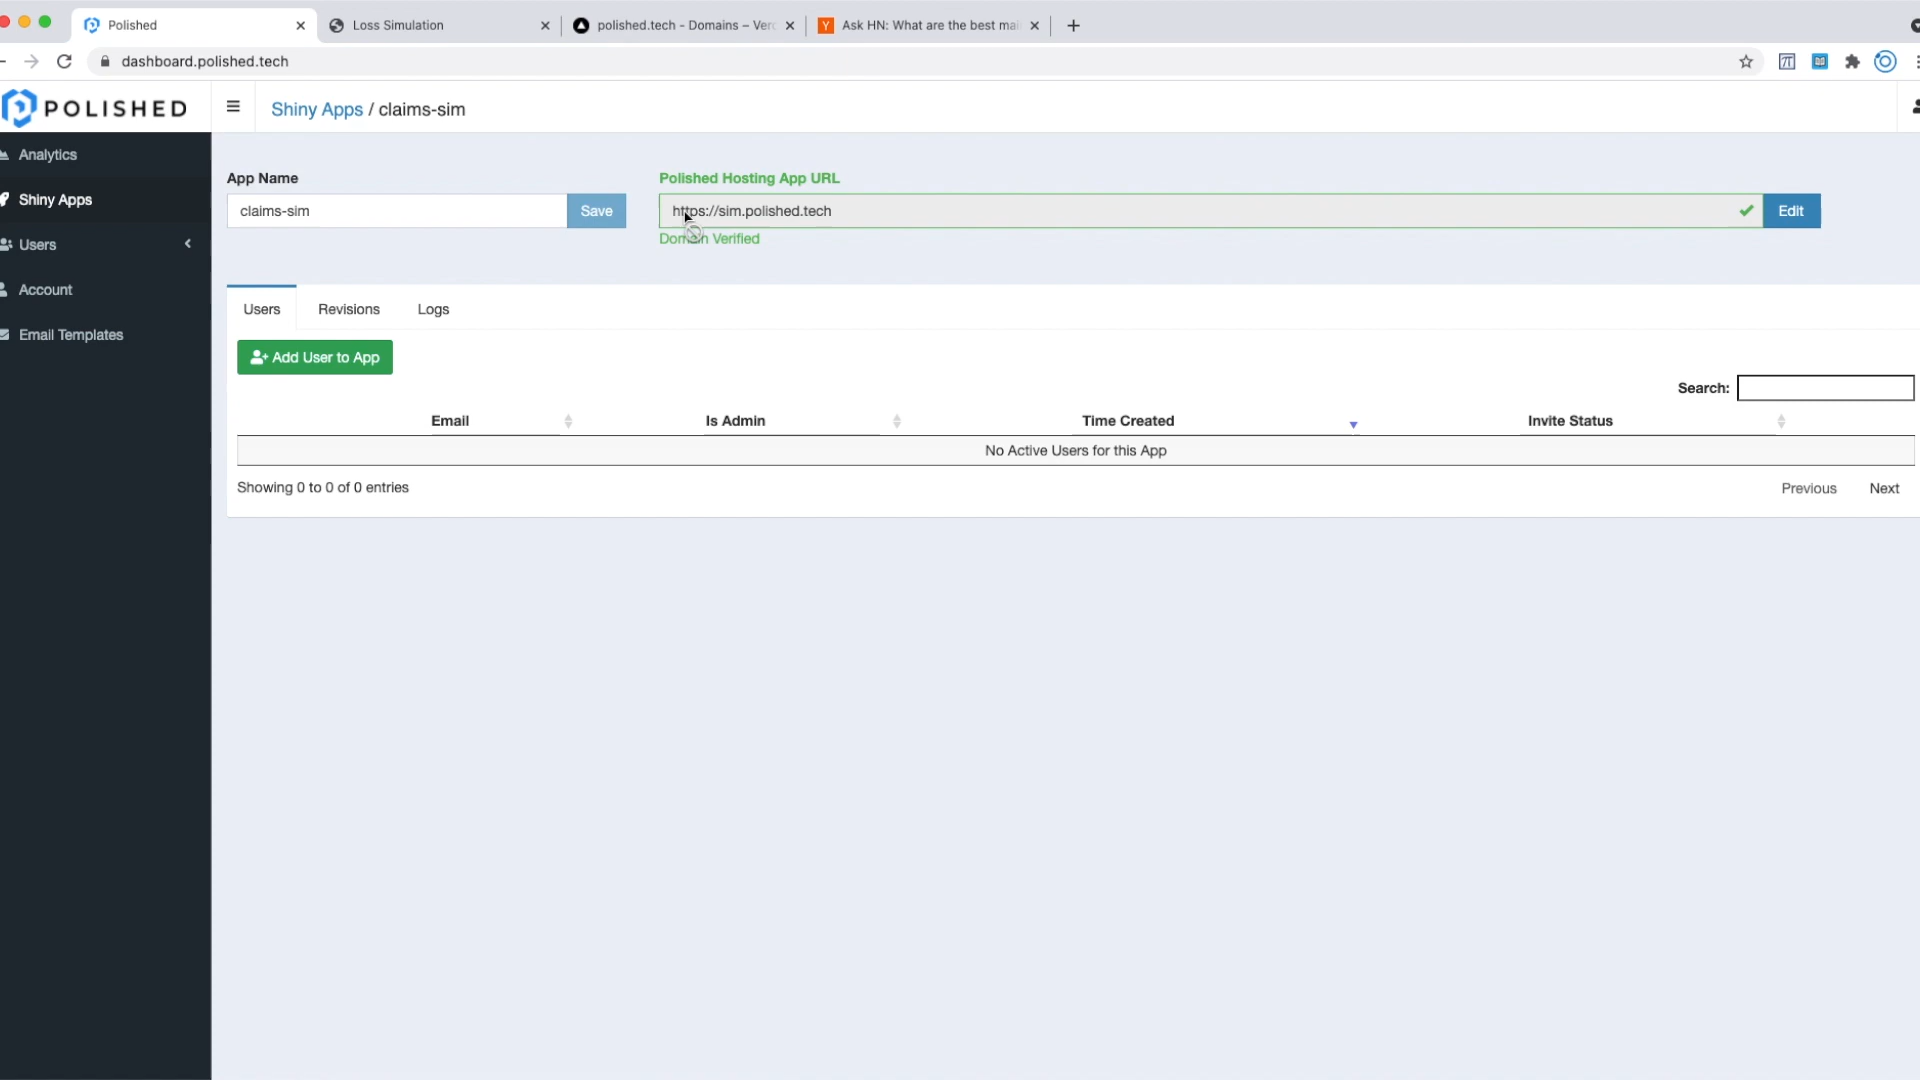 Polished
Loss Simulation
polished.tech - Domains – Ver
Ask HN: What are the best mai
dashboard.polished.tech
POLISHED
Shiny Apps / claims-sim
Analytics
Shiny Apps
Users
Account
Email Templates
App Name
claims-sim
Save
Polished Hosting App URL
https://sim.polished.tech
Edit
Domain Verified
Users
Revisions
Logs
Add User to App
Search:
Email
Is Admin
Time Created
Invite Status
No Active Users for this App
Showing 0 to 0 of 0 entries
Previous
Next